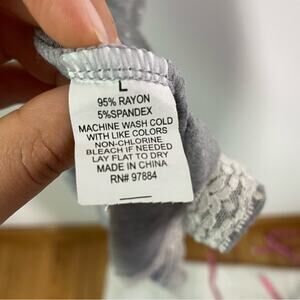 L
95% RAYON
5%SPANDEX
MACHINE WASH COLD
WITH LIKE COLORS
NON-CHLORINE
BLEACH IF NEEDED
LAY FLAT TO DRY
MADE IN CHINA
RN# 97884